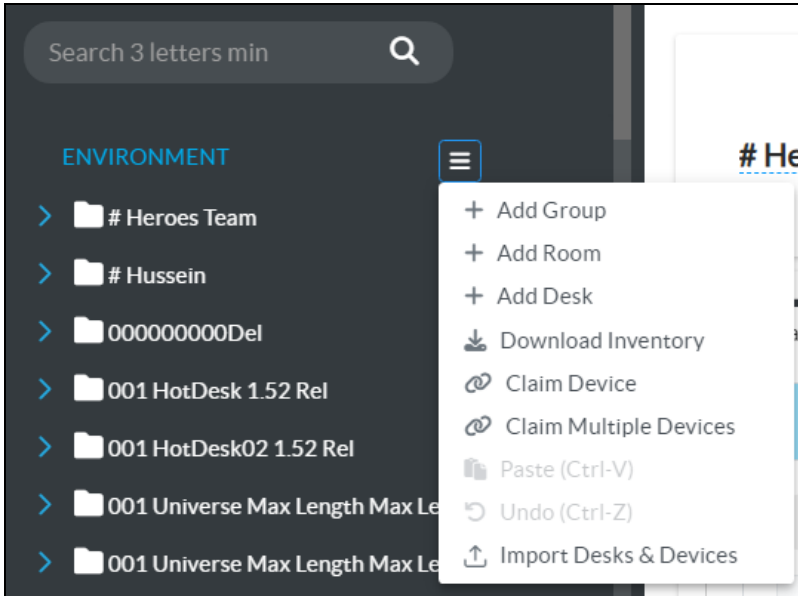 Search 3 letters min
ENVIRONMENT
# He
# Heroes Team
+ Add Group
+ Add Room
# Hussein
+ Add Desk
000000000Del
Download Inventory
001 HotDesk 1.52 Rel
Claim Device
Claim Multiple Devices
001 HotDesk02 1.52 Rel
Paste (Ctrl-V)
001 Universe Max Length Max Le
Undo (Ctrl-Z)
001 Universe Max Length Max Le
Import Desks & Devices